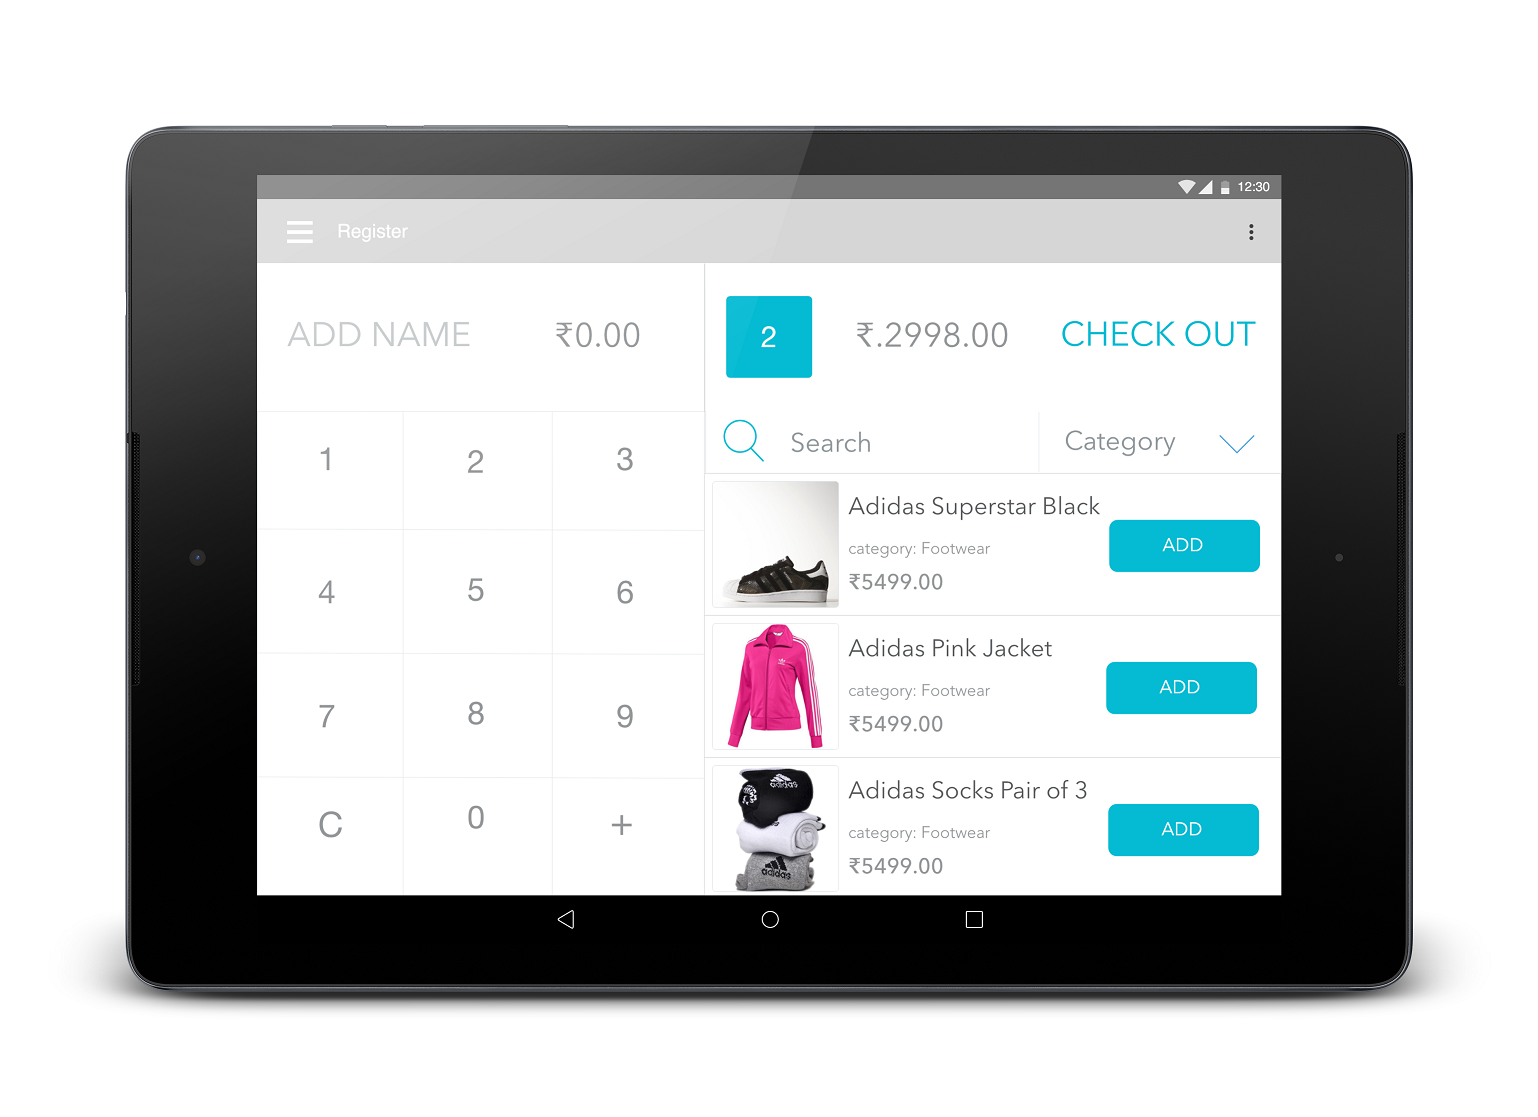 12:30
Register
ADD NAME ₹0.00
2 ₹.2998.00 CHECK OUT
1 2 3
4 5 6
7 8 9
C 0 +
Search Category
Adidas Superstar Black
category: Footwear
₹5499.00
ADD
Adidas Pink Jacket
category: Footwear
₹5499.00
ADD
Adidas Socks Pair of 3
category: Footwear
₹5499.00
ADD
adidas
adidas